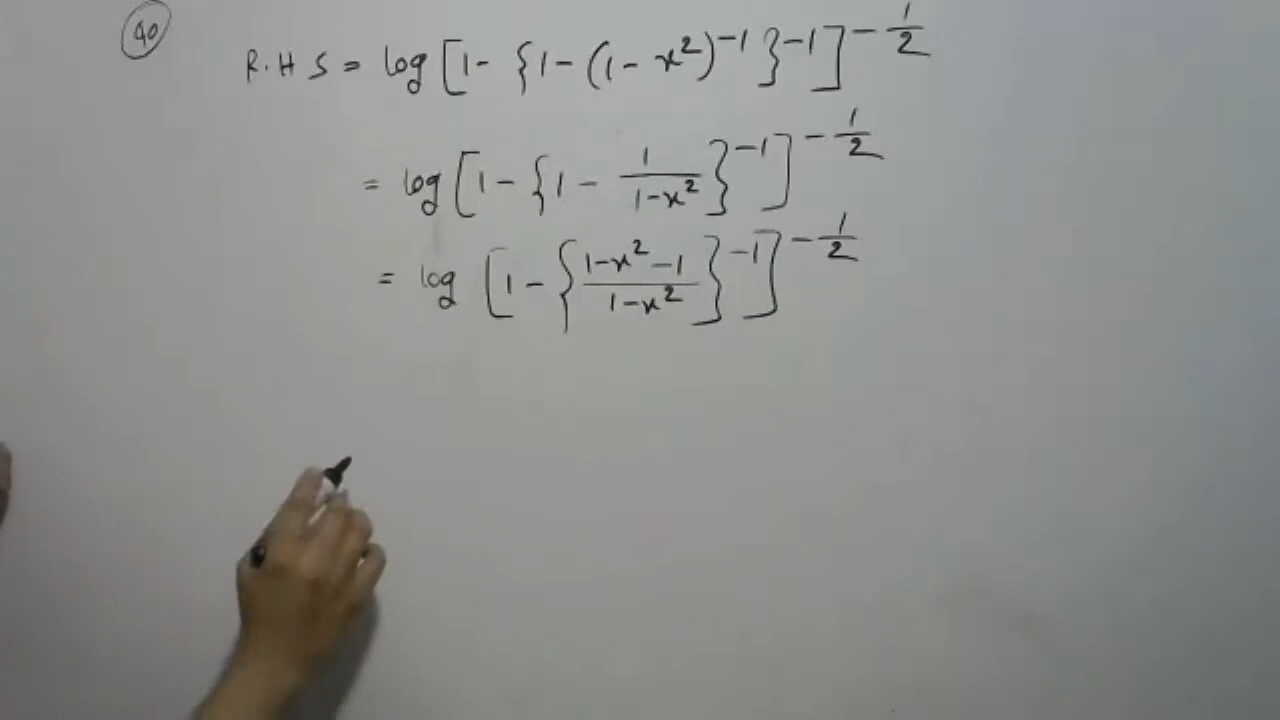 40
R.H S = log [1 - {1 - (1 - x²)⁻¹}⁻¹]^(-1/2)
= log [1 - {1 - 1/(1-x²)}⁻¹]^(-1/2)
= log [1 - {(1-x²-1)/(1-x²)}⁻¹]^(-1/2)